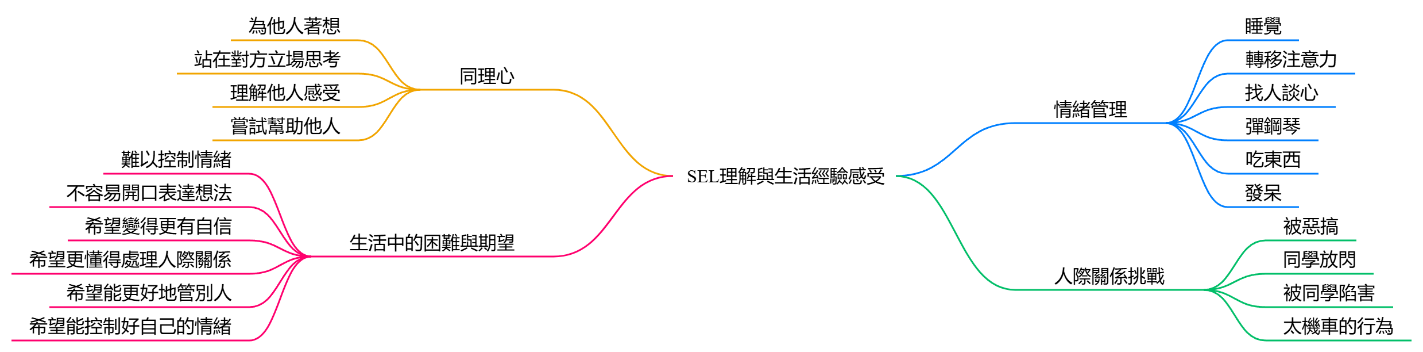 SEL理解與生活經驗感受
同理心
為他人著想
站在對方立場思考
理解他人感受
嘗試幫助他人
生活中的困難與期望
難以控制情緒
不容易開口表達想法
希望變得更有自信
希望更懂得處理人際關係
希望能更好地管別人
希望能控制好自己的情緒
情緒管理
睡覺
轉移注意力
找人談心
彈鋼琴
吃東西
發呆
人際關係挑戰
被惡搞
同學放閃
被同學陷害
太機車的行為